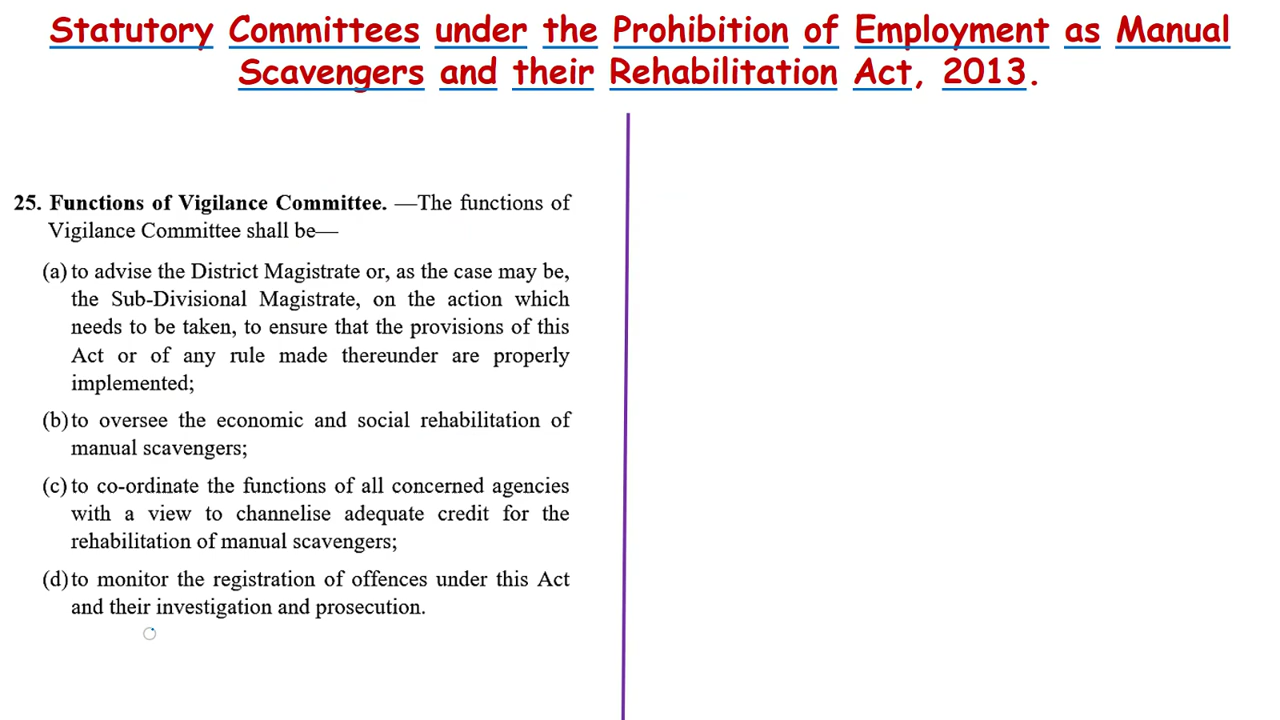 Statutory Committees under the Prohibition of Employment as Manual
Scavengers and their Rehabilitation Act, 2013.
25. Functions of Vigilance Committee. —The functions of
Vigilance Committee shall be—
(a) to advise the District Magistrate or, as the case may be,
the Sub-Divisional Magistrate, on the action which
needs to be taken, to ensure that the provisions of this
Act or of any rule made thereunder are properly
implemented;
(b) to oversee the economic and social rehabilitation of
manual scavengers;
(c) to co-ordinate the functions of all concerned agencies
with a view to channelise adequate credit for the
rehabilitation of manual scavengers;
(d) to monitor the registration of offences under this Act
and their investigation and prosecution.